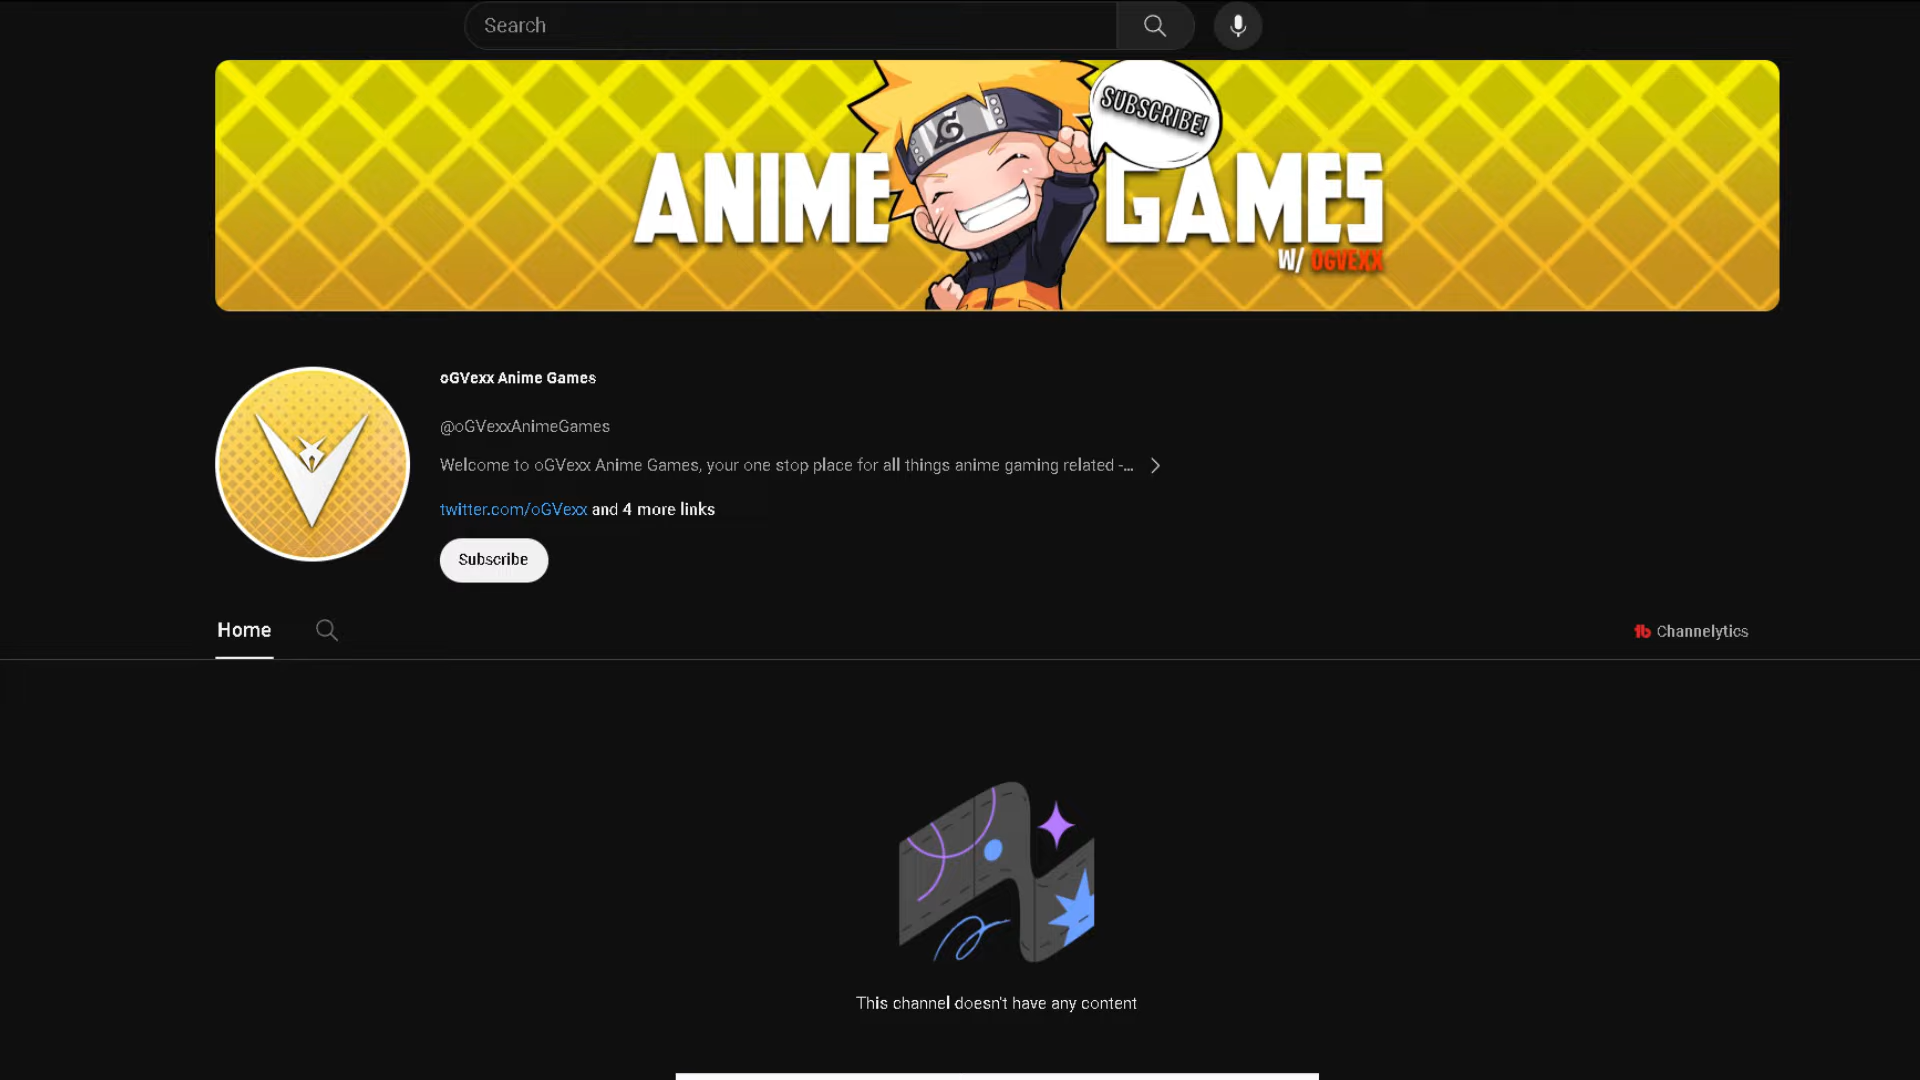 Search
SUBSCRIBE!
ANIME GAMES
W/ OGVEXX
oGVexx Anime Games
@oGVexxAnimeGames
Welcome to oGVexx Anime Games, your one stop place for all things anime gaming related -...
twitter.com/oGVexx and 4 more links
Subscribe
Home
Channelytics
This channel doesn't have any content